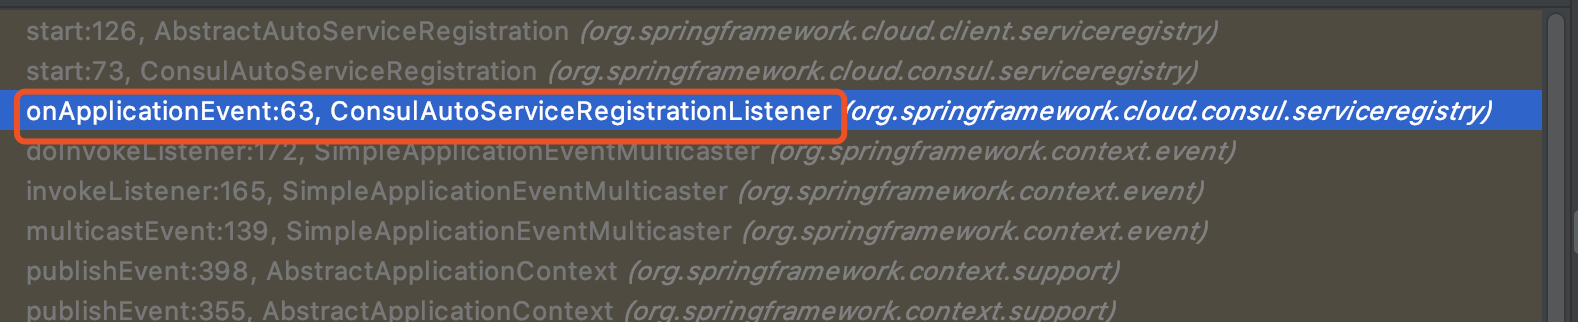 start:126, AbstractAutoServiceRegistration (org.springframework.cloud.client.serviceregistry)
start:73, ConsulAutoServiceRegistration (org.springframework.cloud.consul.serviceregistry)
onApplicationEvent:63, ConsulAutoServiceRegistrationListener (org.springframework.cloud.consul.serviceregistry)
doInvokeListener:172, SimpleApplicationEventMulticaster (org.springframework.context.event)
invokeListener:165, SimpleApplicationEventMulticaster (org.springframework.context.event)
multicastEvent:139, SimpleApplicationEventMulticaster (org.springframework.context.event)
publishEvent:398, AbstractApplicationContext (org.springframework.context.support)
publishEvent:355, AbstractApplicationContext (org.springframework.context.support)